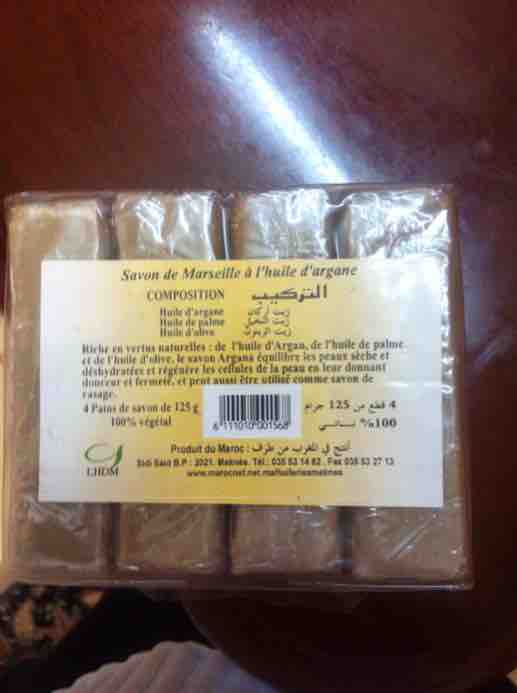 Savon de Marseille à l'huile d'argane
COMPOSITION التركيب
Huile d'argane زيت أركان
Huile de palme زيت النخيل
Huile d'olive زيت الزيتون
Riche en vertus naturelles : de l'huile d'Argan, de l'huile de palme
et de l'huile d'olive, le savon Argana équilibre les peaux sèche et
déshydratées et régénère les cellules de la peau en leur donnant
douceur et fermeté, et peut aussi être utilisé comme savon de
rasage.
4 Pains de savon de 125 g 4 قطع من 125 جرام
100% végétal 100% نباتي
6 111010 001568
Produit du Maroc : أنتج في المغرب من طرف
LHDM
Sidi Said B.P : 2021. Meknès. Tél.: 035 53 14 62 . Fax 035 53 27 13
www.marocnet.net.ma/huileriesmeknes